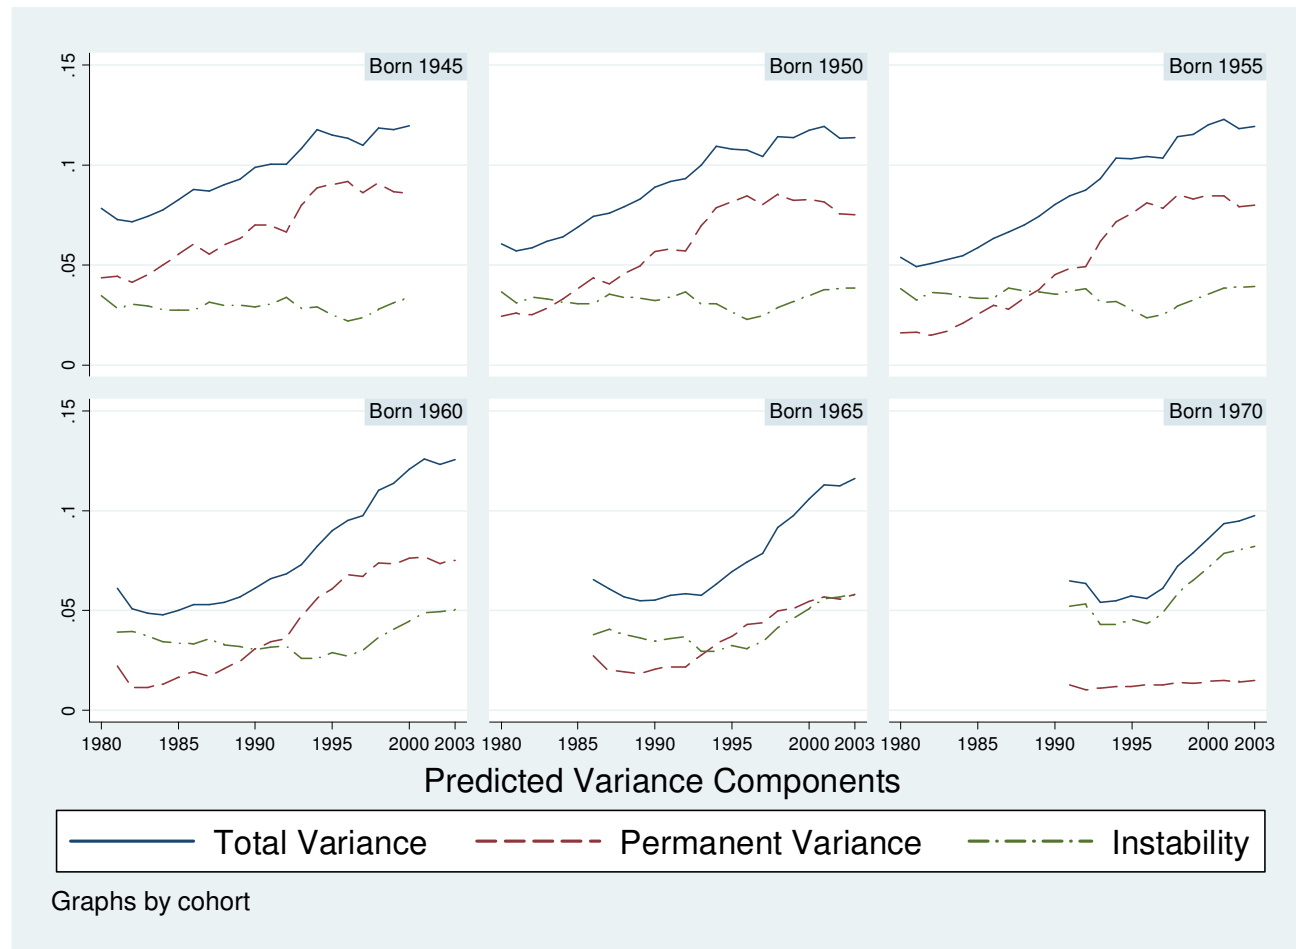 Born 1945 Born 1950 Born 1955
.15
.1
.05
0
Born 1960 Born 1965 Born 1970
.15
.1
.05
0
1980 1985 1990 1995 2000 2003 1980 1985 1990 1995 2000 2003 1980 1985 1990 1995 2000 2003
Predicted Variance Components
Total Variance Permanent Variance Instability
Graphs by cohort